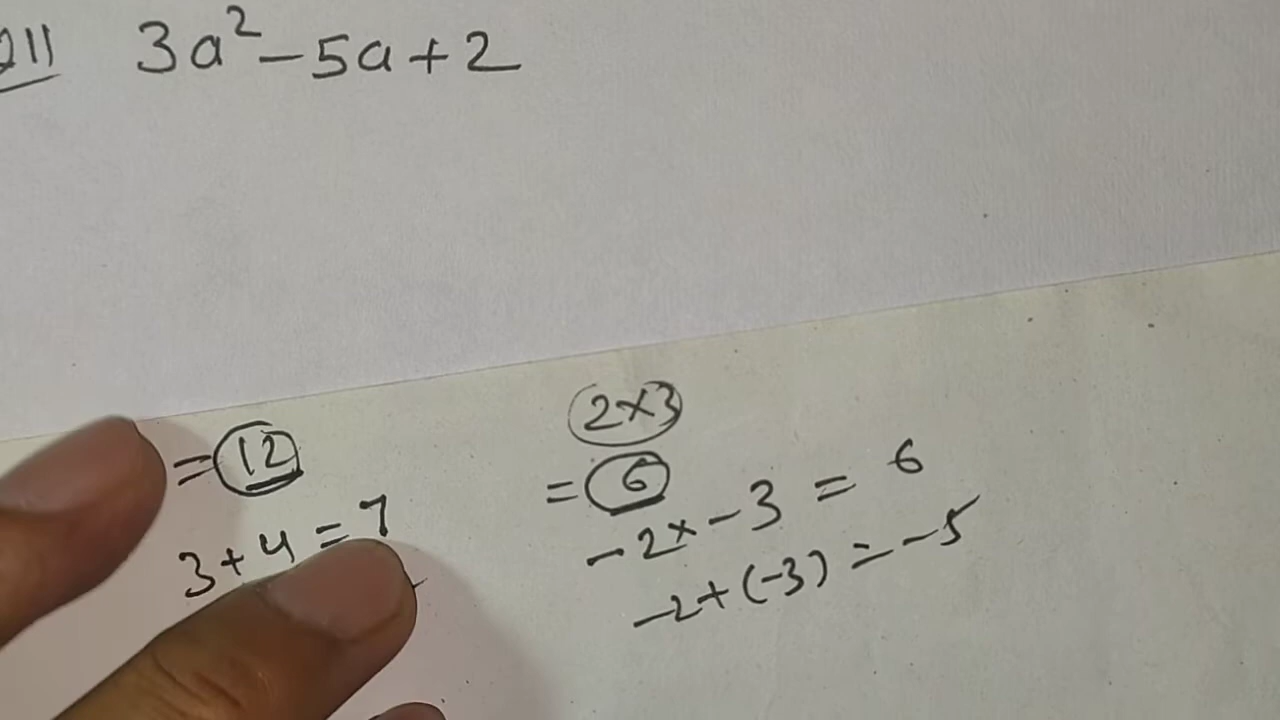 211 3a² - 5a + 2
2×3
= 12
= 6
3 + 4 = 7
-2 × -3 = 6
-2 + (-3) = -5